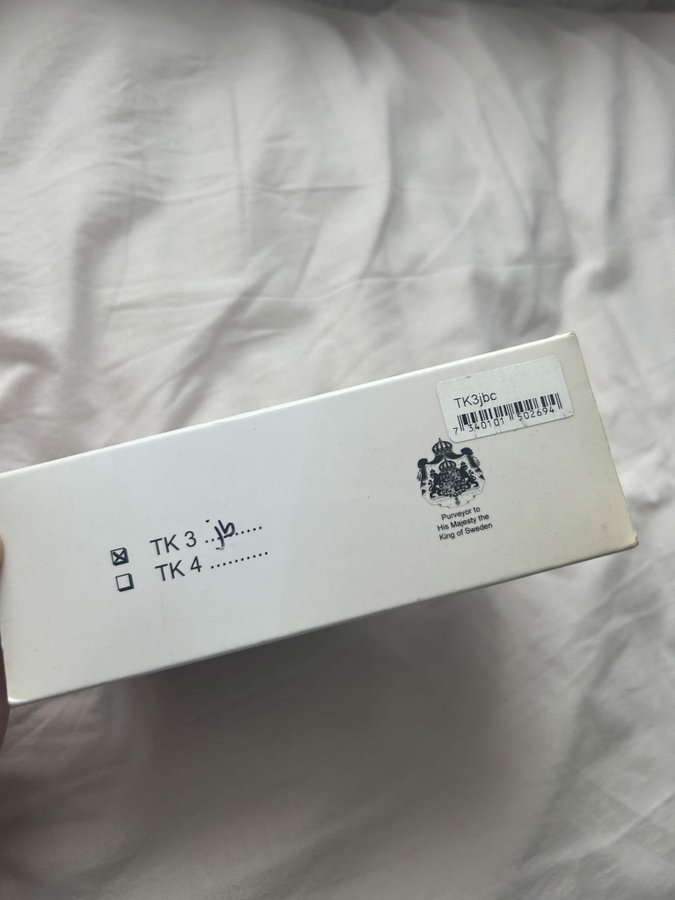 TK3jbc
7 340101 502694
Purveyor to
His Majesty the
King of Sweden
☒ TK 3 ..jb......
☐ TK 4 ..........